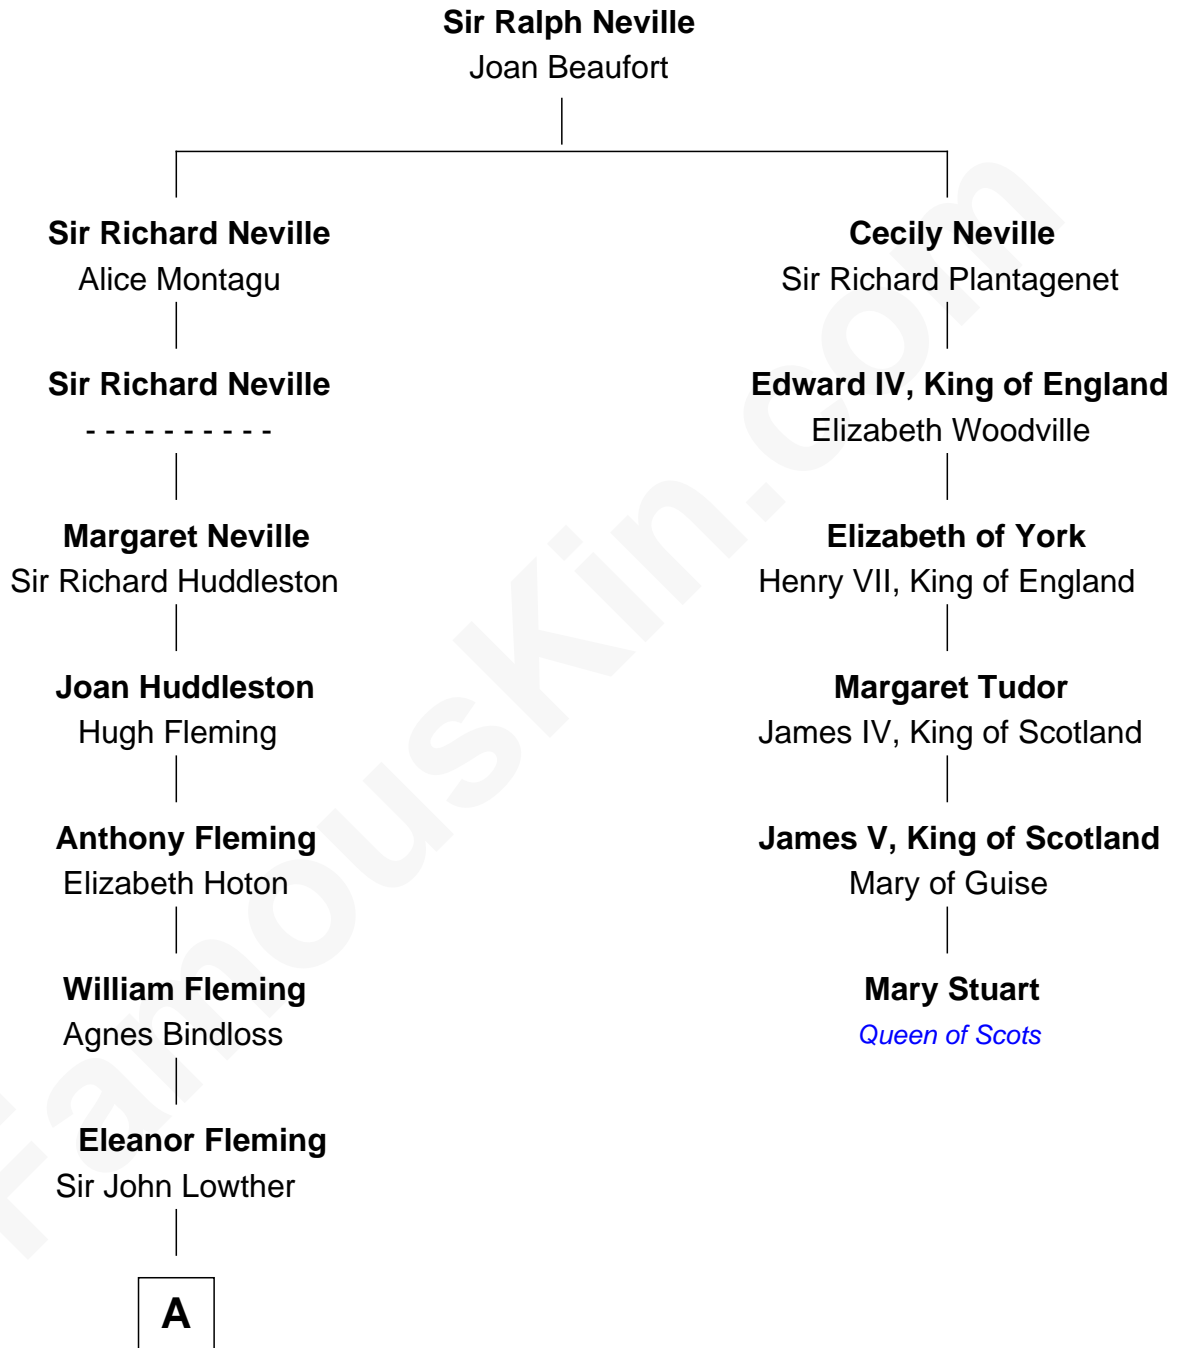 Sir Ralph Neville
Joan Beaufort
Sir Richard Neville
Alice Montagu
Cecily Neville
Sir Richard Plantagenet
Sir Richard Neville
- - - - - - - - - -
Edward IV, King of England
Elizabeth Woodville
Margaret Neville
Sir Richard Huddleston
Elizabeth of York
Henry VII, King of England
Joan Huddleston
Hugh Fleming
Margaret Tudor
James IV, King of Scotland
Anthony Fleming
Elizabeth Hoton
James V, King of Scotland
Mary of Guise
William Fleming
Agnes Bindloss
Mary Stuart
Queen of Scots
Eleanor Fleming
Sir John Lowther
A
FamousKin.com